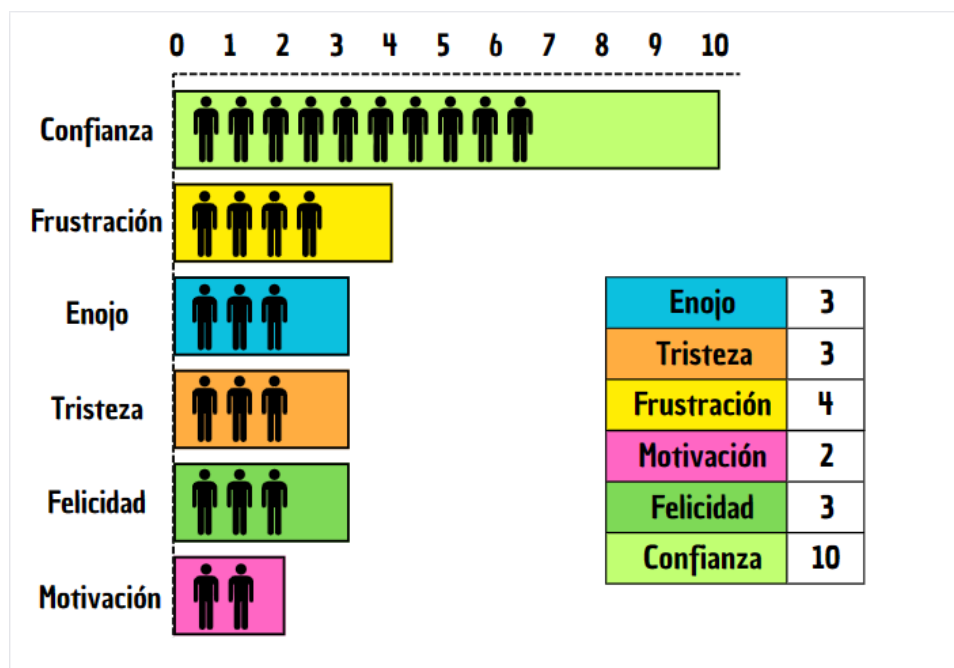 0 1 2 3 4 5 6 7 8 9 10
Confianza
Frustración
Enojo
Tristeza
Felicidad
Motivación
Enojo 3
Tristeza 3
Frustración 4
Motivación 2
Felicidad 3
Confianza 10